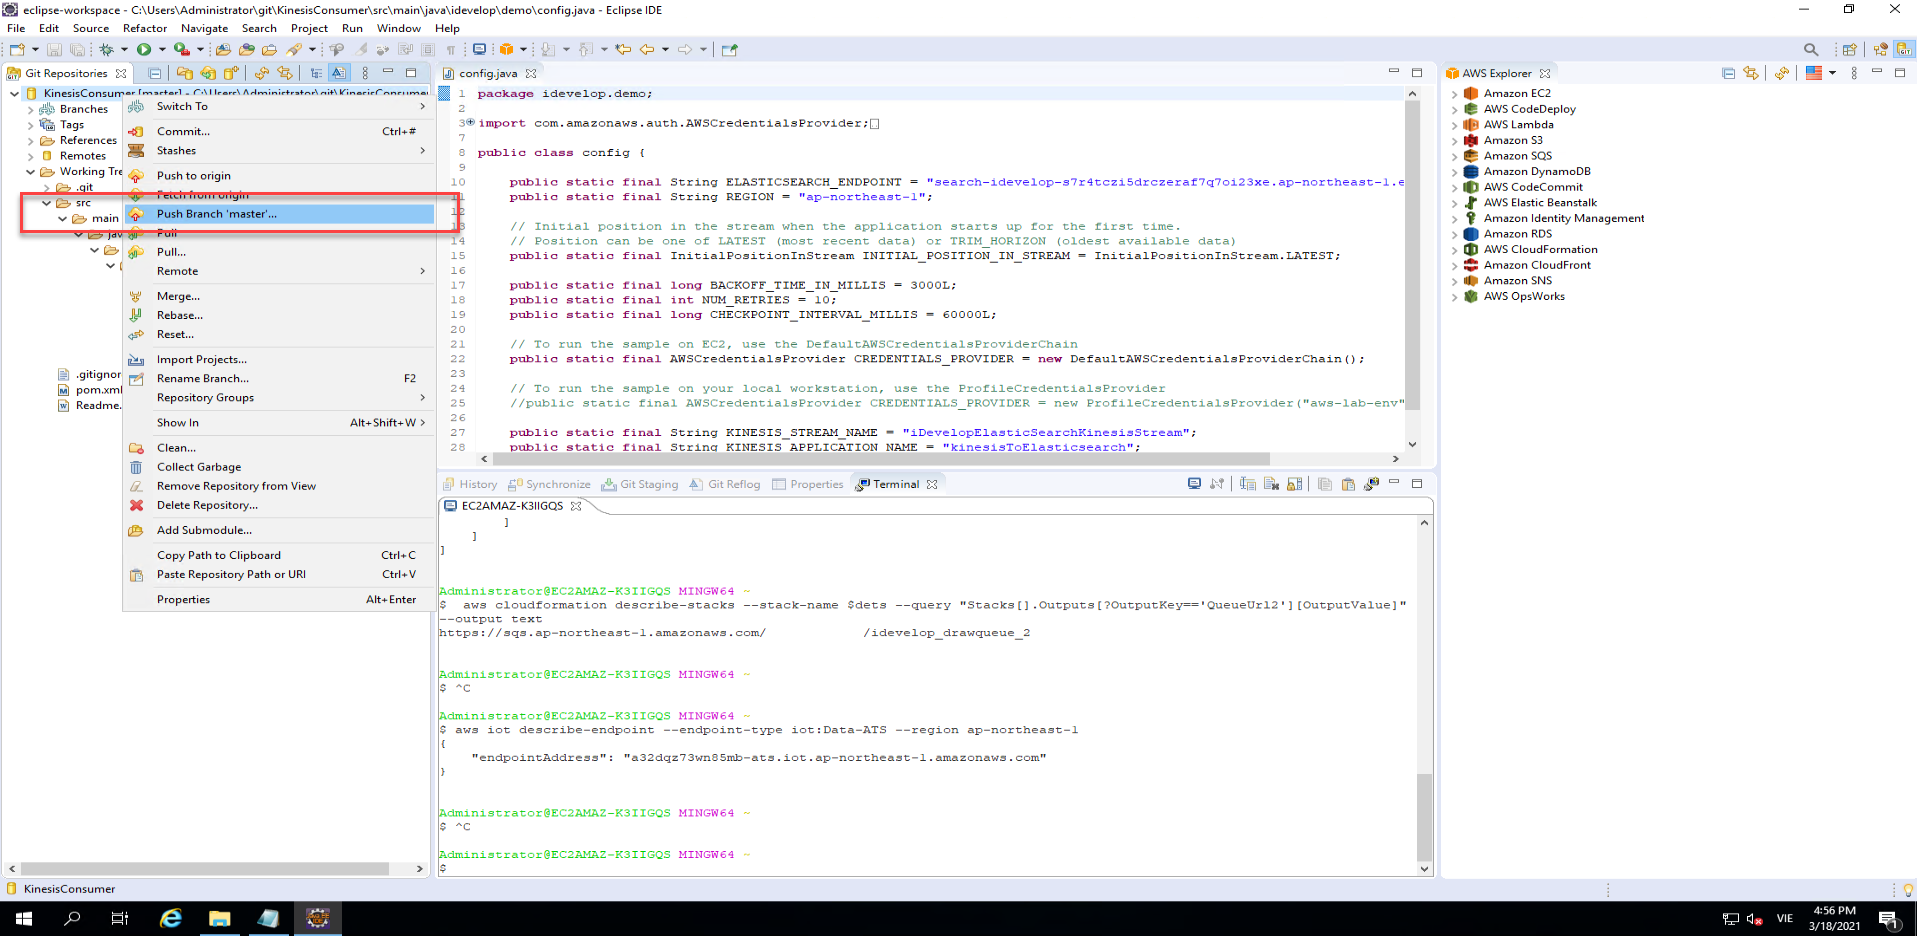 eclipse-workspace - C:\Users\Administrator\git\KinesisConsumer\src\main\java\idevelop\demo\config.java - Eclipse IDE
File Edit Source Refactor Navigate Search Project Run Window Help
Git Repositories
KinesisConsumer [master] - C:\Users\Administrator\git\KinesisConsumer
Branches
Tags
References
Remotes
Working Tre
.git
src
main
jav
.gitignor
pom.xml
Readme.
Switch To
Commit... Ctrl+#
Stashes
Push to origin
Fetch from origin
Push Branch 'master'...
Pull
Pull...
Remote
Merge...
Rebase...
Reset...
Import Projects...
Rename Branch... F2
Repository Groups
Show In Alt+Shift+W
Clean...
Collect Garbage
Remove Repository from View
Delete Repository...
Add Submodule...
Copy Path to Clipboard Ctrl+C
Paste Repository Path or URI Ctrl+V
Properties Alt+Enter
config.java
1 package idevelop.demo;
2
3 import com.amazonaws.auth.AWSCredentialsProvider;
7
8 public class config {
9
10 public static final String ELASTICSEARCH_ENDPOINT = "search-idevelop-s7r4tczi5drczeraf7q7oi23xe.ap-northeast-1.e
11 public static final String REGION = "ap-northeast-1";
12
13 // Initial position in the stream when the application starts up for the first time.
14 // Position can be one of LATEST (most recent data) or TRIM_HORIZON (oldest available data)
15 public static final InitialPositionInStream INITIAL_POSITION_IN_STREAM = InitialPositionInStream.LATEST;
16
17 public static final long BACKOFF_TIME_IN_MILLIS = 3000L;
18 public static final int NUM_RETRIES = 10;
19 public static final long CHECKPOINT_INTERVAL_MILLIS = 60000L;
20
21 // To run the sample on EC2, use the DefaultAWSCredentialsProviderChain
22 public static final AWSCredentialsProvider CREDENTIALS_PROVIDER = new DefaultAWSCredentialsProviderChain();
23
24 // To run the sample on your local workstation, use the ProfileCredentialsProvider
25 //public static final AWSCredentialsProvider CREDENTIALS_PROVIDER = new ProfileCredentialsProvider("aws-lab-env"
26
27 public static final String KINESIS_STREAM_NAME = "iDevelopElasticSearchKinesisStream";
28 public static final String KINESIS_APPLICATION_NAME = "kinesisToElasticsearch";
History Synchronize Git Staging Git Reflog Properties Terminal
EC2AMAZ-K3IIGQS
]
]
]
Administrator@EC2AMAZ-K3IIGQS MINGW64 ~
$ aws cloudformation describe-stacks --stack-name $dets --query "Stacks[].Outputs[?OutputKey=='QueueUrl2'][OutputValue]"
--output text
https://sqs.ap-northeast-1.amazonaws.com/ /idevelop_drawqueue_2
Administrator@EC2AMAZ-K3IIGQS MINGW64 ~
$ ^C
Administrator@EC2AMAZ-K3IIGQS MINGW64 ~
$ aws iot describe-endpoint --endpoint-type iot:Data-ATS --region ap-northeast-1
{
"endpointAddress": "a32dqz73wn85mb-ats.iot.ap-northeast-1.amazonaws.com"
}
Administrator@EC2AMAZ-K3IIGQS MINGW64 ~
$ ^C
Administrator@EC2AMAZ-K3IIGQS MINGW64 ~
$
AWS Explorer
Amazon EC2
AWS CodeDeploy
AWS Lambda
Amazon S3
Amazon SQS
Amazon DynamoDB
AWS CodeCommit
AWS Elastic Beanstalk
Amazon Identity Management
Amazon RDS
AWS CloudFormation
Amazon CloudFront
Amazon SNS
AWS OpsWorks
KinesisConsumer
VIE
4:56 PM
3/18/2021
1